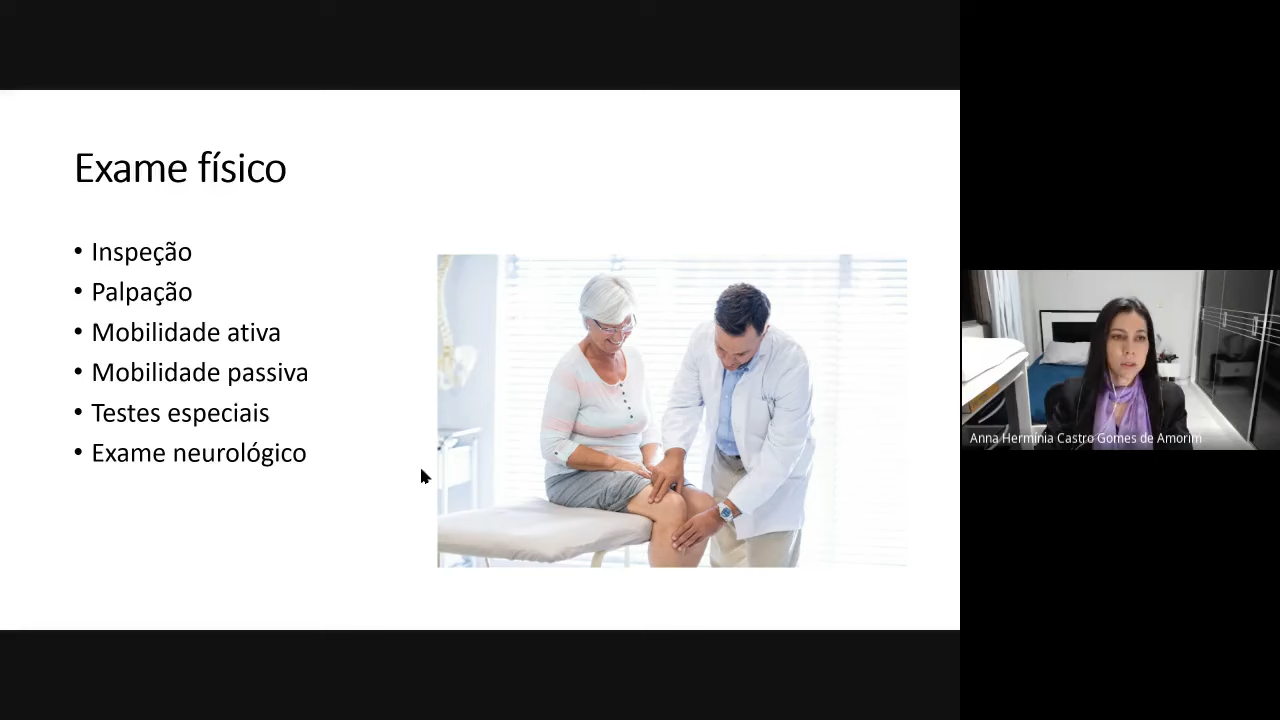 Exame físico
• Inspeção
• Palpação
• Mobilidade ativa
• Mobilidade passiva
• Testes especiais
• Exame neurológico
Anna Hermínia Castro Gomes de Amorim